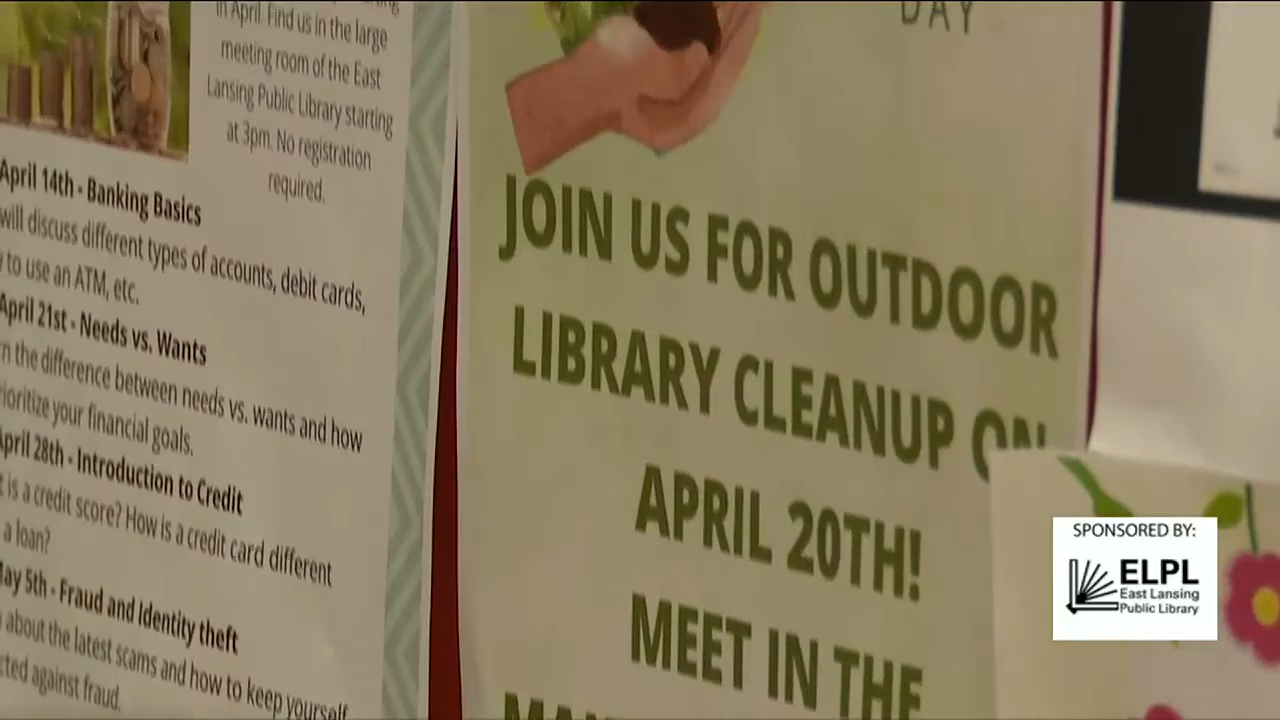 in April. Find us in the large
meeting room of the East
Lansing Public Library starting
at 3pm. No registration
required.
April 14th - Banking Basics
will discuss different types of accounts, debit cards,
to use an ATM, etc.
April 21st - Needs vs. Wants
the difference between needs vs. wants and how
your financial goals.
April 28th - Introduction to Credit
is a credit score? How is a credit card different
a loan?
May 5th - Fraud and Identity theft
about the latest scams and how to keep yourself
against fraud.
DAY
JOIN US FOR OUTDOOR
LIBRARY CLEANUP ON
APRIL 20TH!
MEET IN THE
SPONSORED BY:
ELPL
East Lansing
Public Library